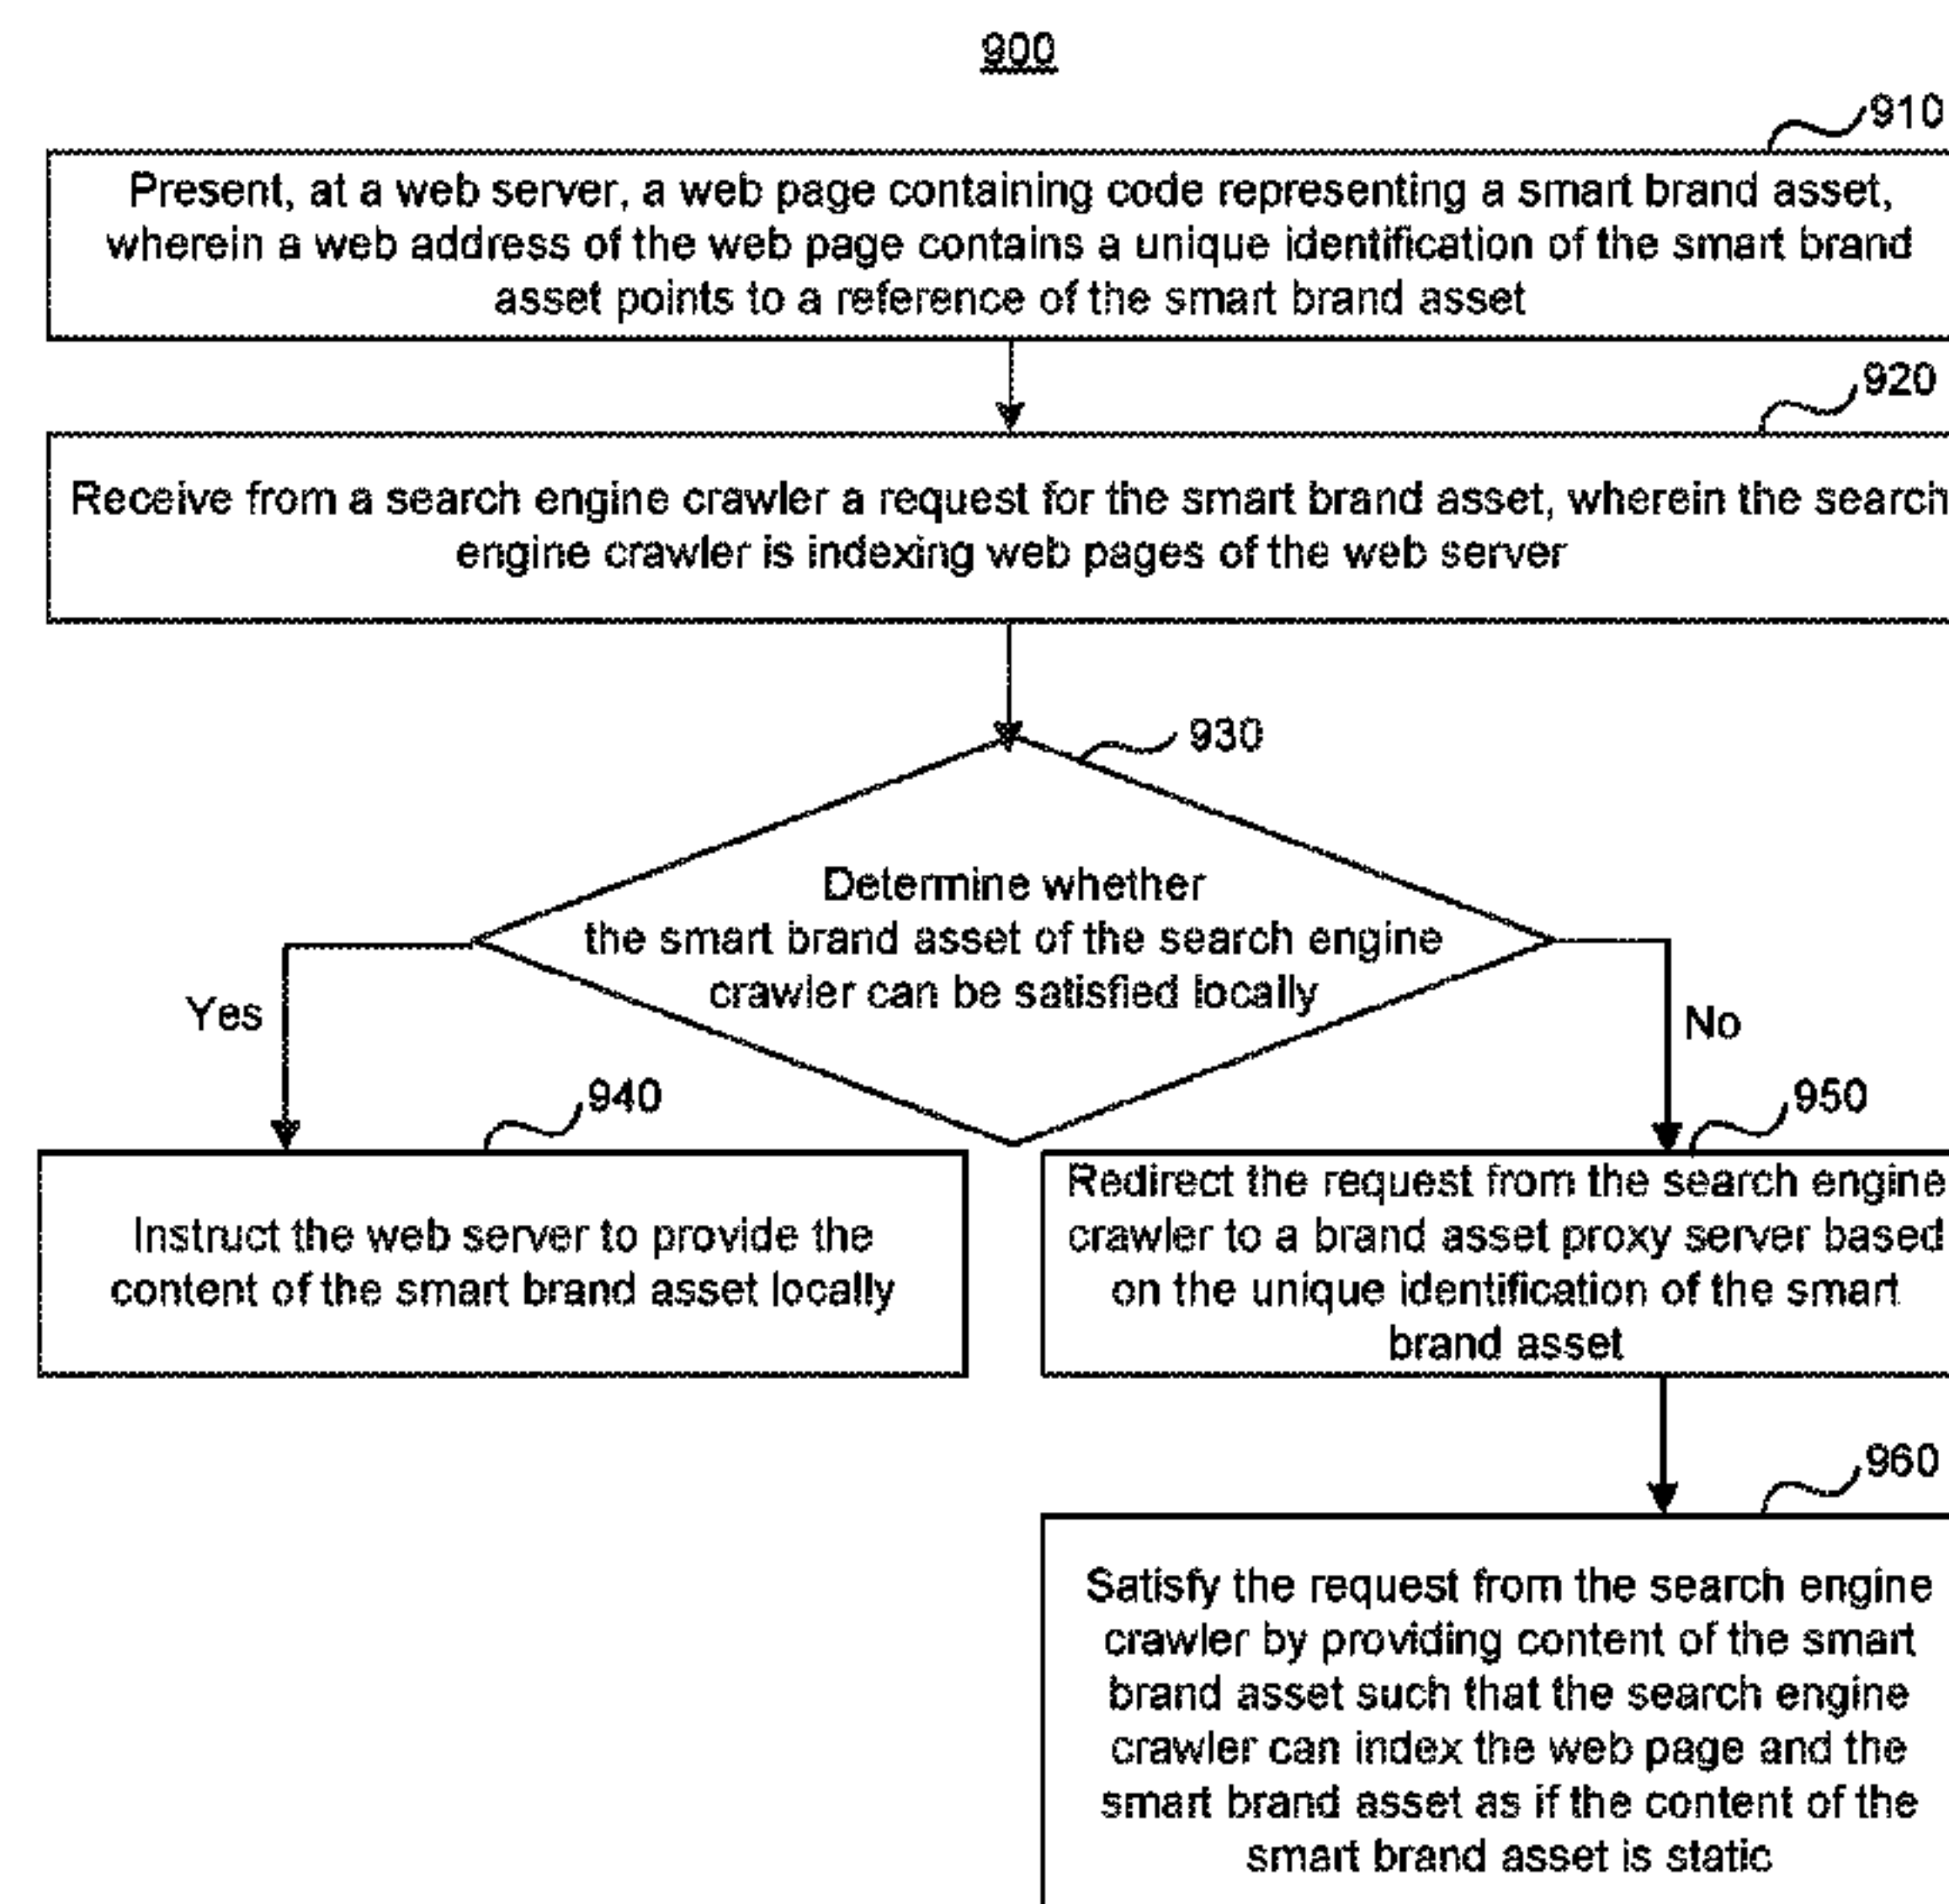 900
910
Present, at a web server, a web page containing code representing a smart brand asset,
wherein a web address of the web page contains a unique identification of the smart brand
asset points to a reference of the smart brand asset
920
Receive from a search engine crawler a request for the smart brand asset, wherein the search
engine crawler is indexing web pages of the web server
930
Determine whether
the smart brand asset of the search engine
crawler can be satisfied locally
Yes
No
940
Instruct the web server to provide the
content of the smart brand asset locally
950
Redirect the request from the search engine
crawler to a brand asset proxy server based
on the unique identification of the smart
brand asset
960
Satisfy the request from the search engine
crawler by providing content of the smart
brand asset such that the search engine
crawler can index the web page and the
smart brand asset as if the content of the
smart brand asset is static